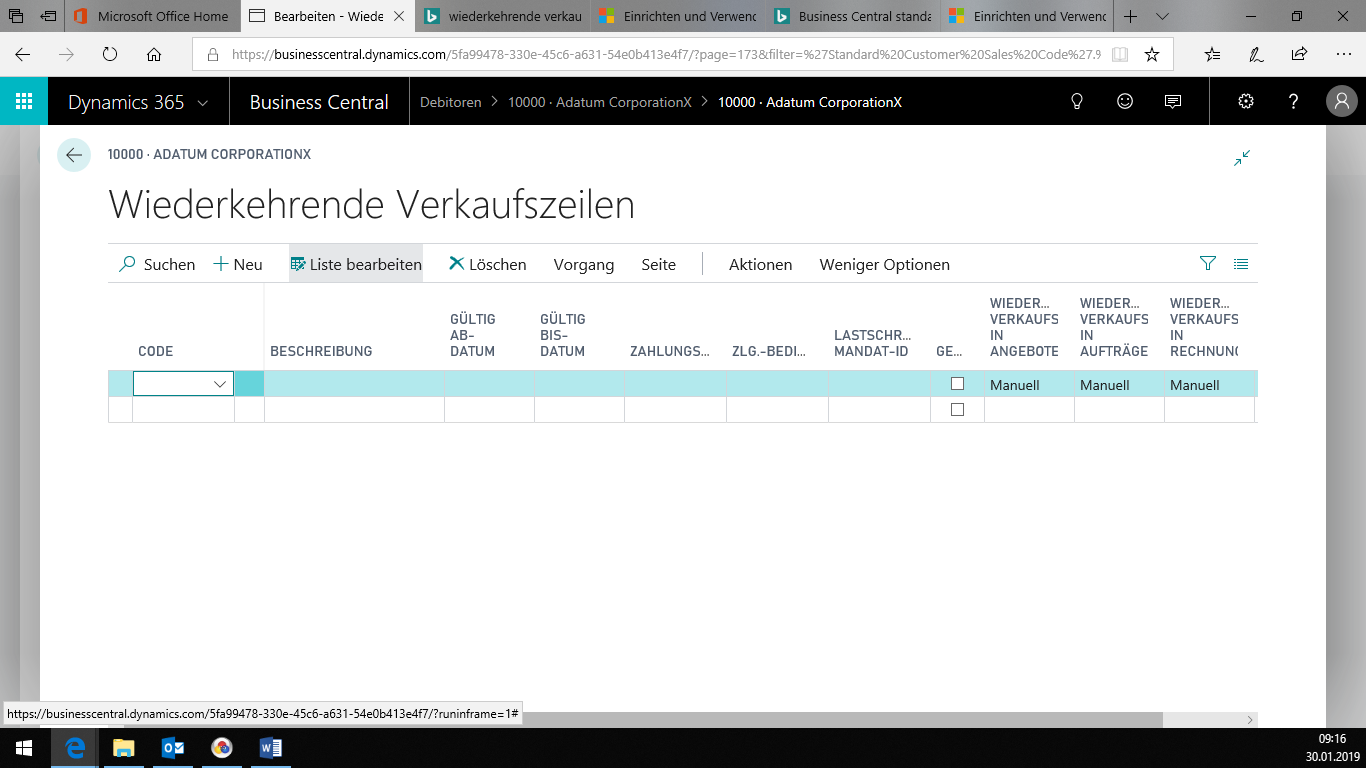 Microsoft Office Home
Bearbeiten - Wiede
wiederkehrende verkau
Einrichten und Verwend
Business Central standa
Einrichten und Verwend
https://businesscentral.dynamics.com/5fa99478-330e-45c6-a631-54e0b413e4f7/?page=173&filter=%27Standard%20Customer%20Sales%20Code%27.%
Dynamics 365
Business Central
Debitoren > 10000 · Adatum CorporationX > 10000 · Adatum CorporationX
10000 · ADATUM CORPORATIONX
Wiederkehrende Verkaufszeilen
Suchen + Neu Liste bearbeiten Löschen Vorgang Seite Aktionen Weniger Optionen
CODE
BESCHREIBUNG
GÜLTIG
AB-
DATUM
GÜLTIG
BIS-
DATUM
ZAHLUNGS...
ZLG.-BEDI...
LASTSCHR...
MANDAT-ID
GE...
WIEDER...
VERKAUFS
IN
ANGEBOTE
WIEDER...
VERKAUFS
IN
AUFTRÄGE
WIEDER...
VERKAUFS
IN
RECHNUNG
Manuell Manuell Manuell
https://businesscentral.dynamics.com/5fa99478-330e-45c6-a631-54e0b413e4f7/?runinframe=1#
09:16
30.01.2019